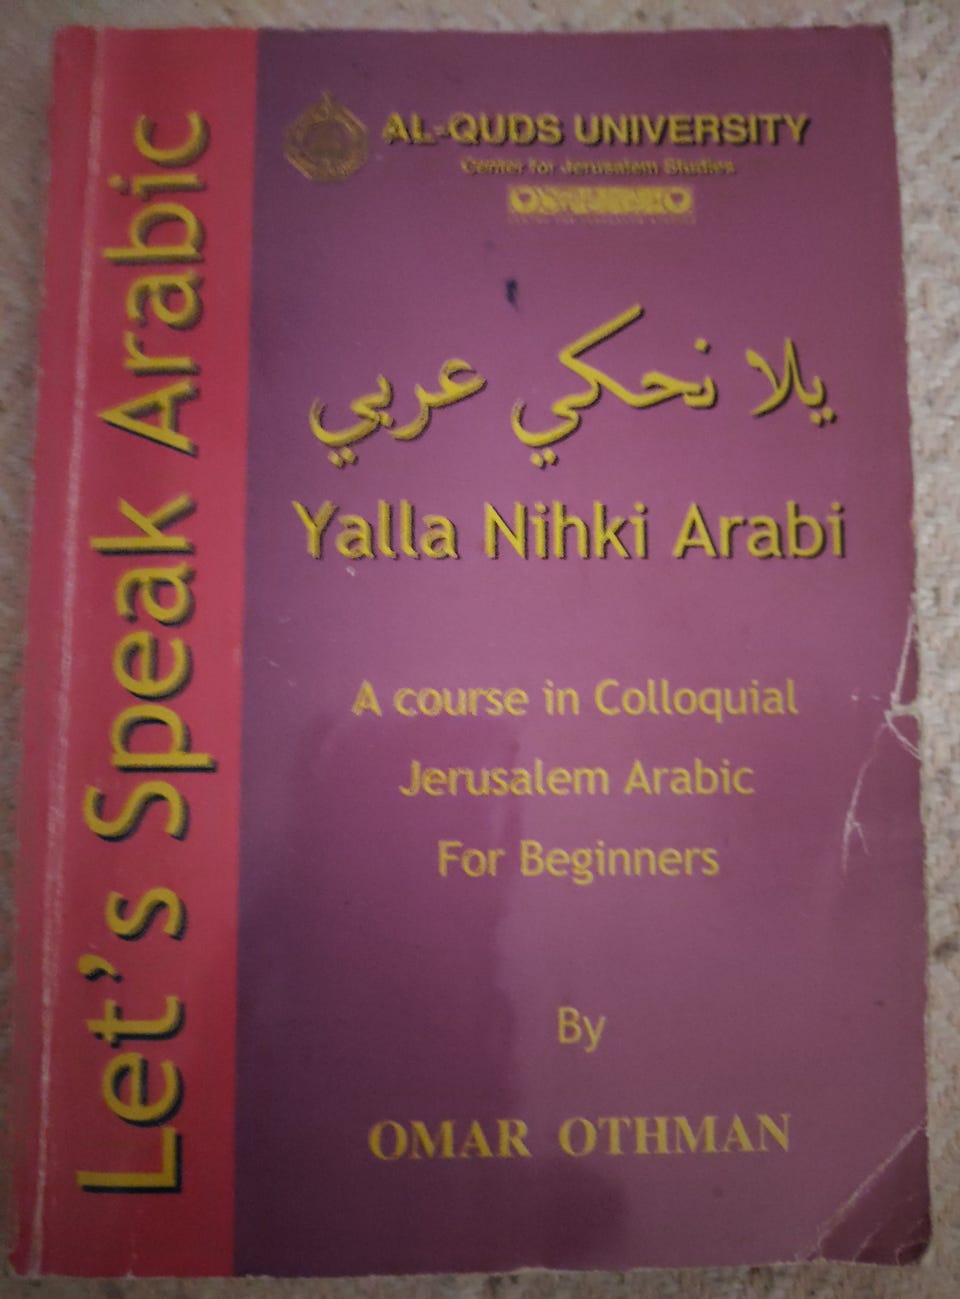 Let's Speak Arabic
AL-QUDS UNIVERSITY
Center for Jerusalem Studies
يلا نحكي عربي
Yalla Nihki Arabi
A course in Colloquial
Jerusalem Arabic
For Beginners
By
OMAR OTHMAN